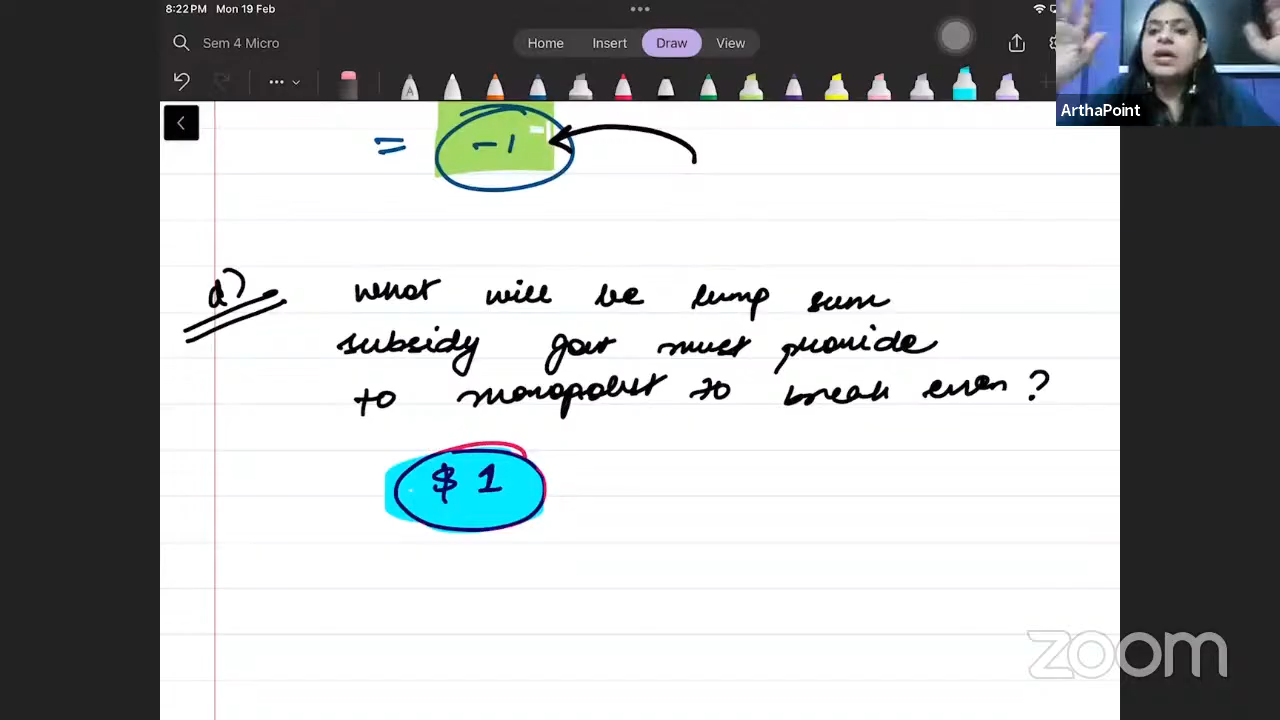 8:22 PM Mon 19 Feb
Sem 4 Micro
Home Insert Draw View
ArthaPoint
= -1
d) What will be lump sum
subsidy govt must provide
to monopolist to break even?
$ 1
zoom